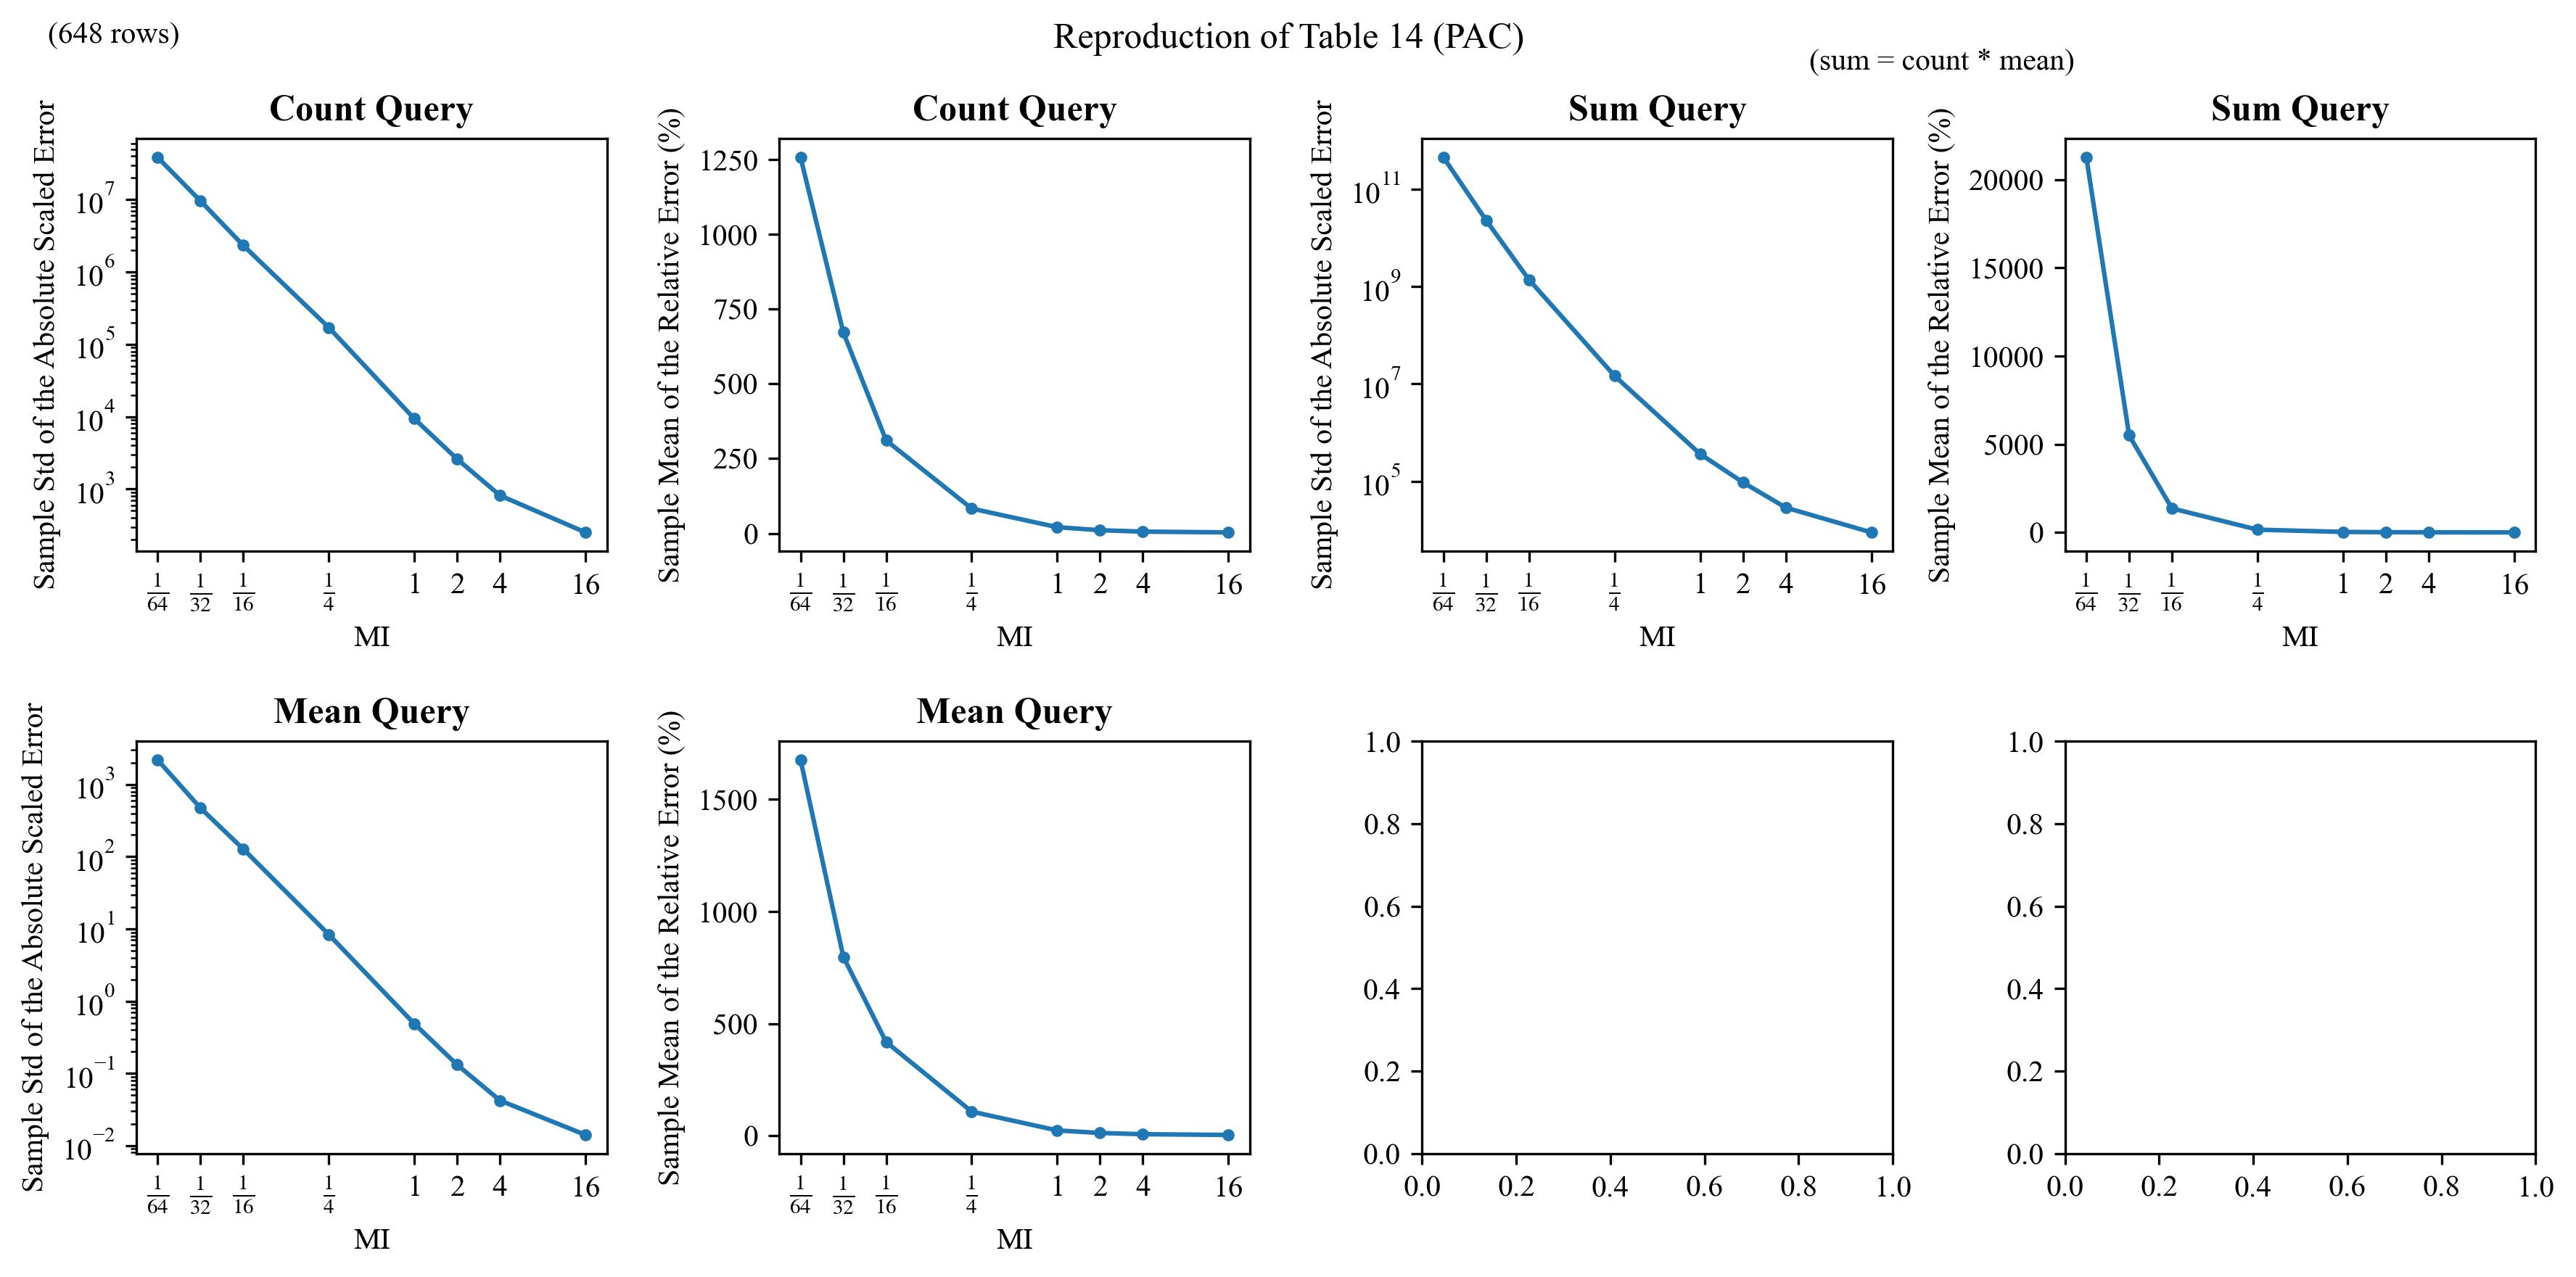 (648 rows)
Reproduction of Table 14 (PAC)
(sum = count * mean)
Count Query
Sample Std of the Absolute Scaled Error
10^7
10^6
10^5
10^4
10^3
1/64 1/32 1/16 1/4 1 2 4 16
MI
Count Query
Sample Mean of the Relative Error (%)
1250
1000
750
500
250
0
1/64 1/32 1/16 1/4 1 2 4 16
MI
Sum Query
Sample Std of the Absolute Scaled Error
10^11
10^9
10^7
10^5
1/64 1/32 1/16 1/4 1 2 4 16
MI
Sum Query
Sample Mean of the Relative Error (%)
20000
15000
10000
5000
0
1/64 1/32 1/16 1/4 1 2 4 16
MI
Mean Query
Sample Std of the Absolute Scaled Error
10^3
10^2
10^1
10^0
10^−1
10^−2
1/64 1/32 1/16 1/4 1 2 4 16
MI
Mean Query
Sample Mean of the Relative Error (%)
1500
1000
500
0
1/64 1/32 1/16 1/4 1 2 4 16
MI
1.0
0.8
0.6
0.4
0.2
0.0
0.0 0.2 0.4 0.6 0.8 1.0
1.0
0.8
0.6
0.4
0.2
0.0
0.0 0.2 0.4 0.6 0.8 1.0